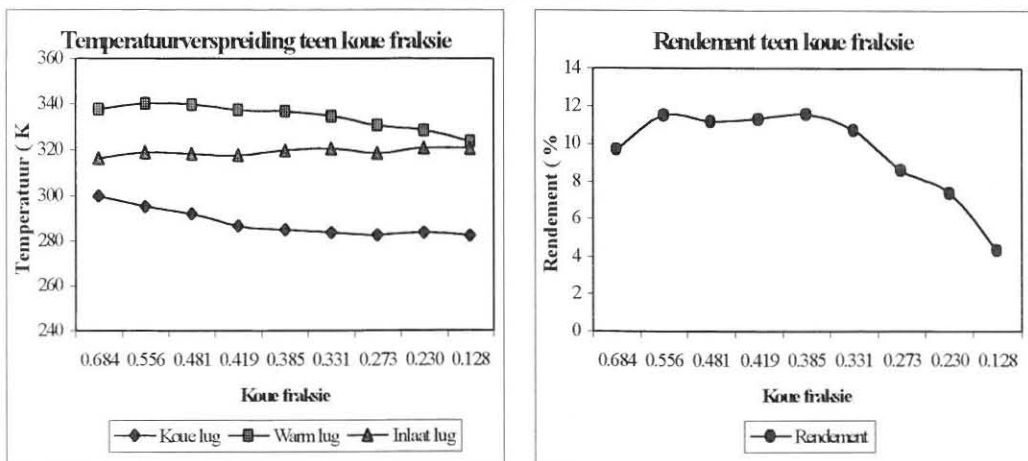 Temperatuurverspreiding teen koue fraksie
Temperatuur ( K
360
340
320
300
280
260
240
0.684 0.556 0.481 0.419 0.385 0.331 0.273 0.230 0.128
Koue fraksie
Koue lug Warm lug Inlaat lug
Rendement teen koue fraksie
Rendement ( %
14
12
10
8
6
4
2
0
0.684 0.556 0.481 0.419 0.385 0.331 0.273 0.230 0.128
Koue fraksie
Rendement